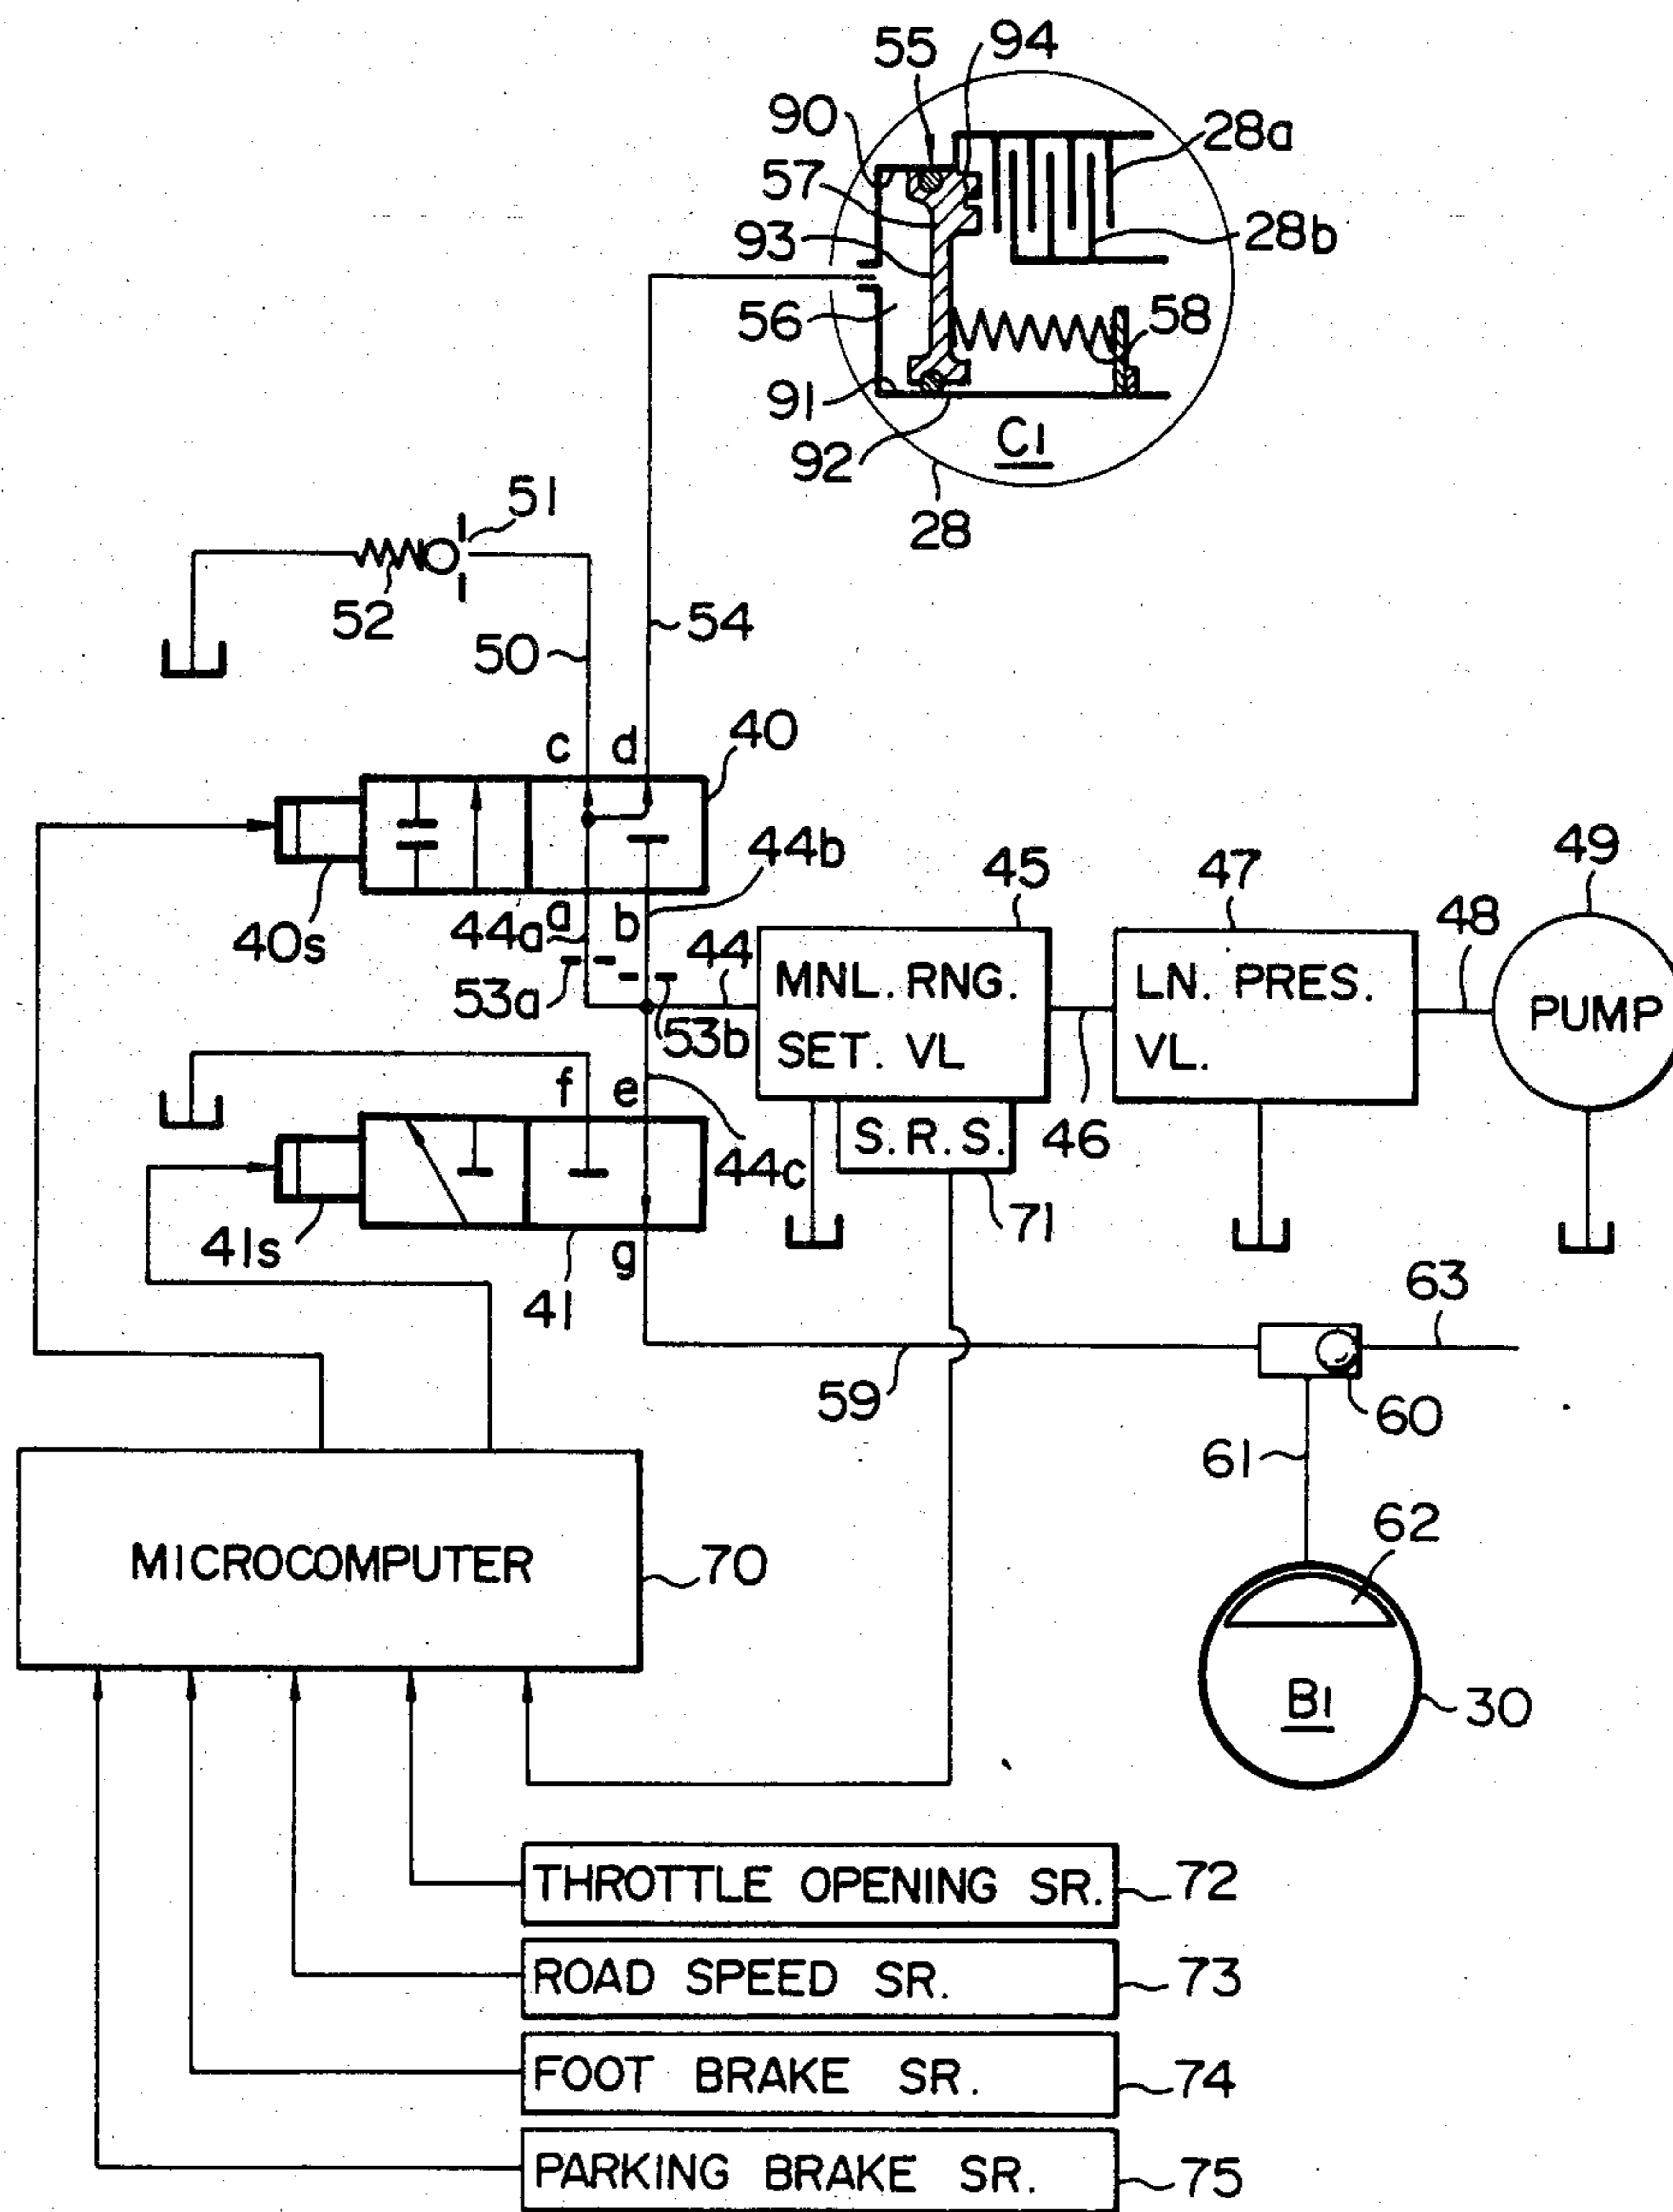 55 94
90
28a
57
28b
93
56
58
91
C1
92
51
28
52
54
50
c d 40
44b
45 47 49
44a a b
48
40s
44
53a
MNL. RNG.
SET. VL
LN. PRES.
VL.
PUMP
53b
f e
S.R.S.
46
44c
71
41s
g
41
63
59
60
61
62
MICROCOMPUTER
70
B1
30
THROTTLE OPENING SR.
72
ROAD SPEED SR.
73
FOOT BRAKE SR.
74
PARKING BRAKE SR.
75